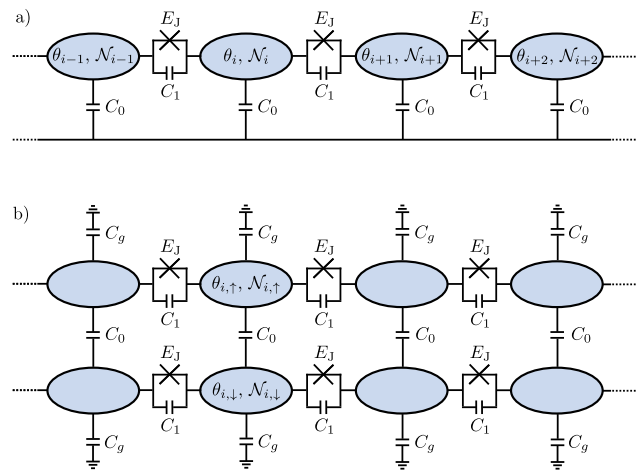 a)
E_J E_J E_J
θ_{i−1}, 𝒩_{i−1} θ_i, 𝒩_i θ_{i+1}, 𝒩_{i+1} θ_{i+2}, 𝒩_{i+2}
C_1 C_1 C_1
C_0 C_0 C_0 C_0
b)
C_g C_g C_g C_g
E_J E_J E_J
θ_{i,↑}, 𝒩_{i,↑}
C_1 C_1 C_1
C_0 C_0 C_0 C_0
E_J E_J E_J
θ_{i,↓}, 𝒩_{i,↓}
C_1 C_1 C_1
C_g C_g C_g C_g